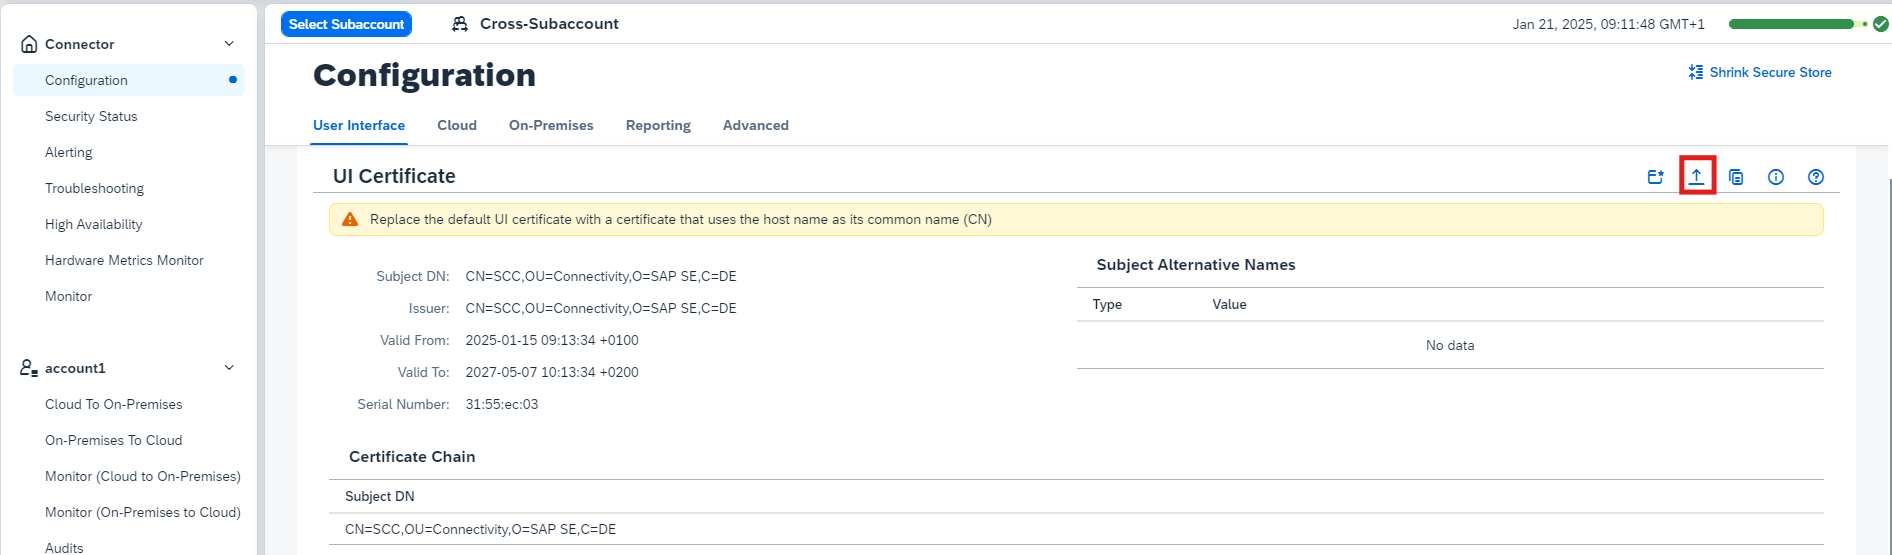 Connector
Configuration
Security Status
Alerting
Troubleshooting
High Availability
Hardware Metrics Monitor
Monitor
account1
Cloud To On-Premises
On-Premises To Cloud
Monitor (Cloud to On-Premises)
Monitor (On-Premises to Cloud)
Audits
Select Subaccount Cross-Subaccount Jan 21, 2025, 09:11:48 GMT+1
Configuration Shrink Secure Store
User Interface Cloud On-Premises Reporting Advanced
UI Certificate
Replace the default UI certificate with a certificate that uses the host name as its common name (CN)
Subject DN: CN=SCC,OU=Connectivity,O=SAP SE,C=DE
Issuer: CN=SCC,OU=Connectivity,O=SAP SE,C=DE
Valid From: 2025-01-15 09:13:34 +0100
Valid To: 2027-05-07 10:13:34 +0200
Serial Number: 31:55:ec:03
Subject Alternative Names
Type Value
No data
Certificate Chain
Subject DN
CN=SCC,OU=Connectivity,O=SAP SE,C=DE